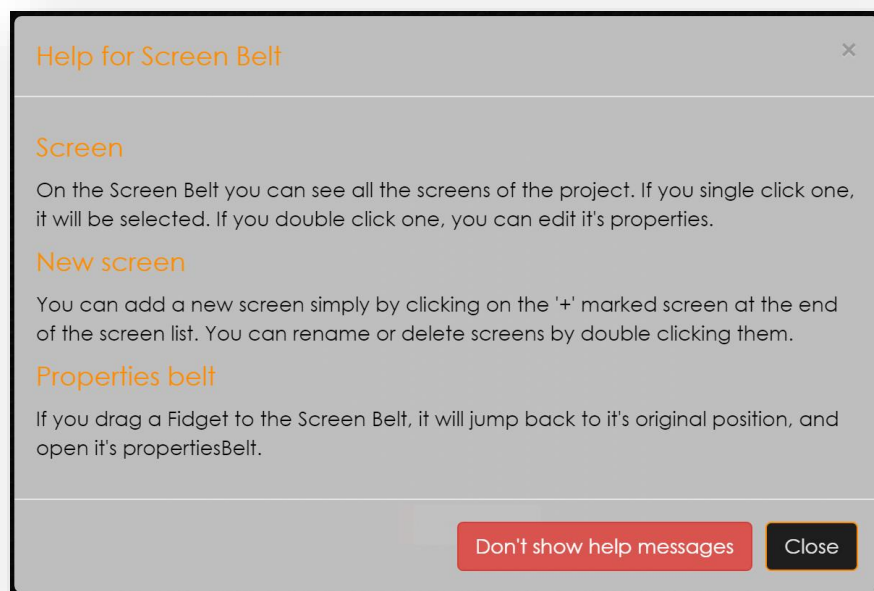 Help for Screen Belt
×
Screen
On the Screen Belt you can see all the screens of the project. If you single click one,
it will be selected. If you double click one, you can edit it's properties.
New screen
You can add a new screen simply by clicking on the '+' marked screen at the end
of the screen list. You can rename or delete screens by double clicking them.
Properties belt
If you drag a Fidget to the Screen Belt, it will jump back to it's original position, and
open it's propertiesBelt.
Don't show help messages
Close